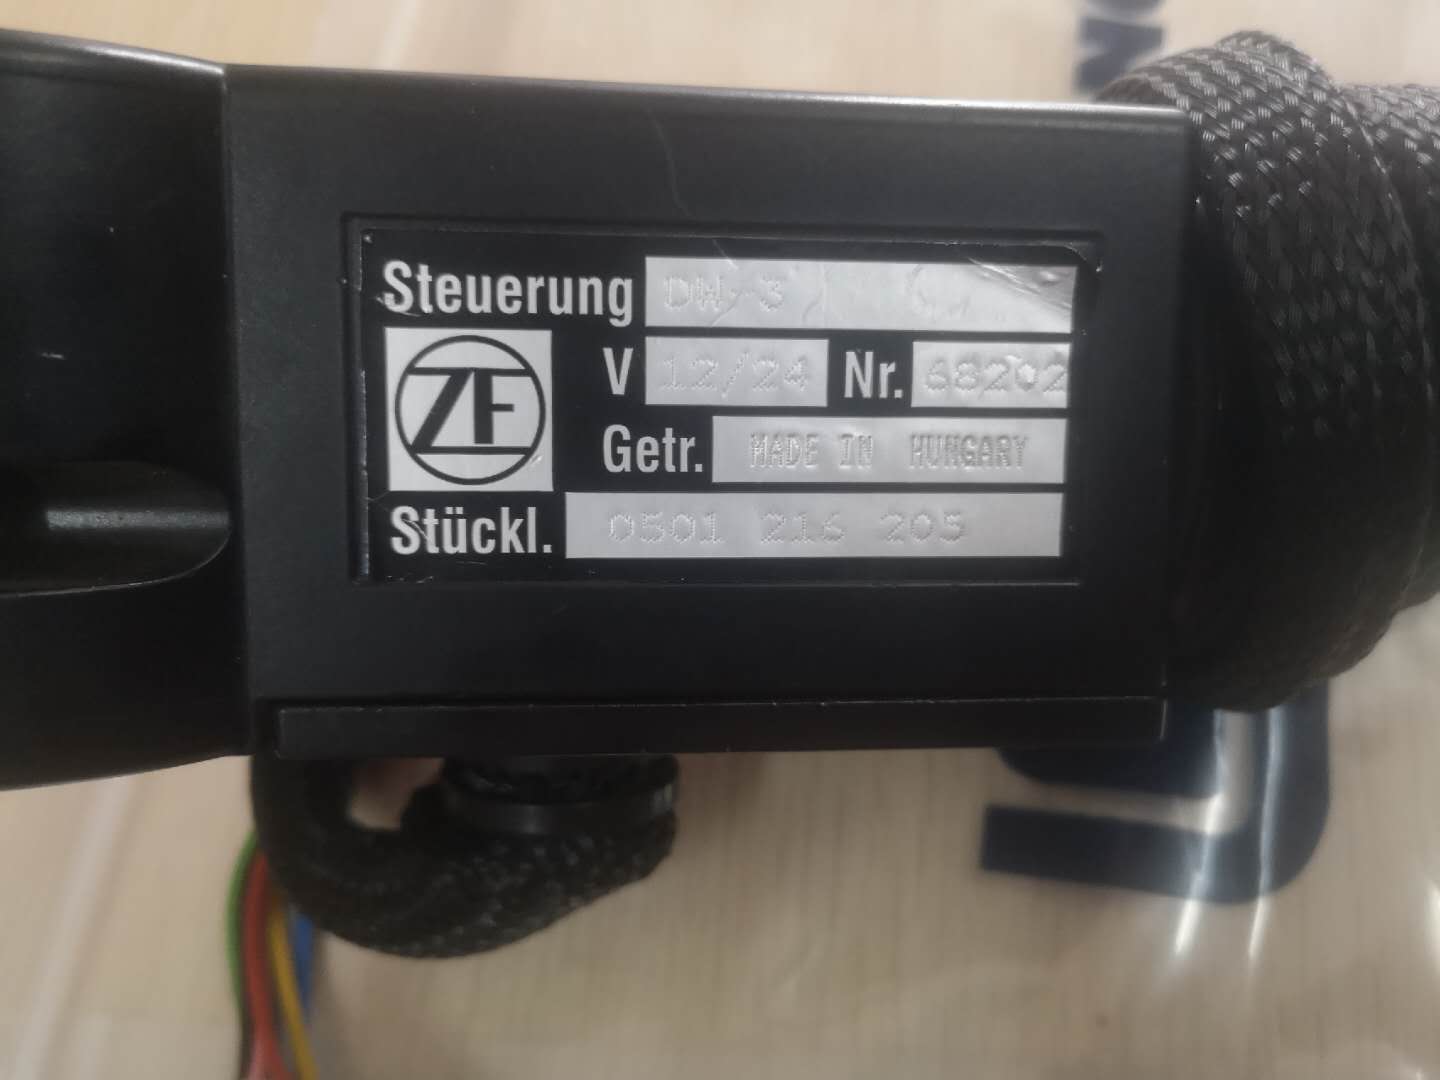 Steuerung DW-3
ZF
V 12/24 Nr. 68202
Getr. MADE IN HUNGARY
Stückl. 0501 216 205